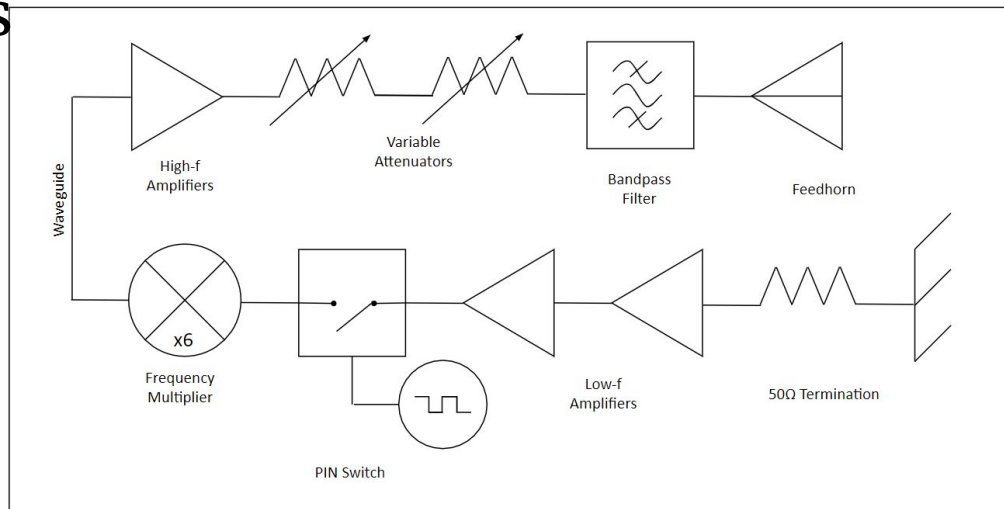 s
High-f
Amplifiers
Variable
Attenuators
Bandpass
Filter
Feedhorn
Waveguide
x6
Frequency
Multiplier
PIN Switch
Low-f
Amplifiers
50Ω Termination